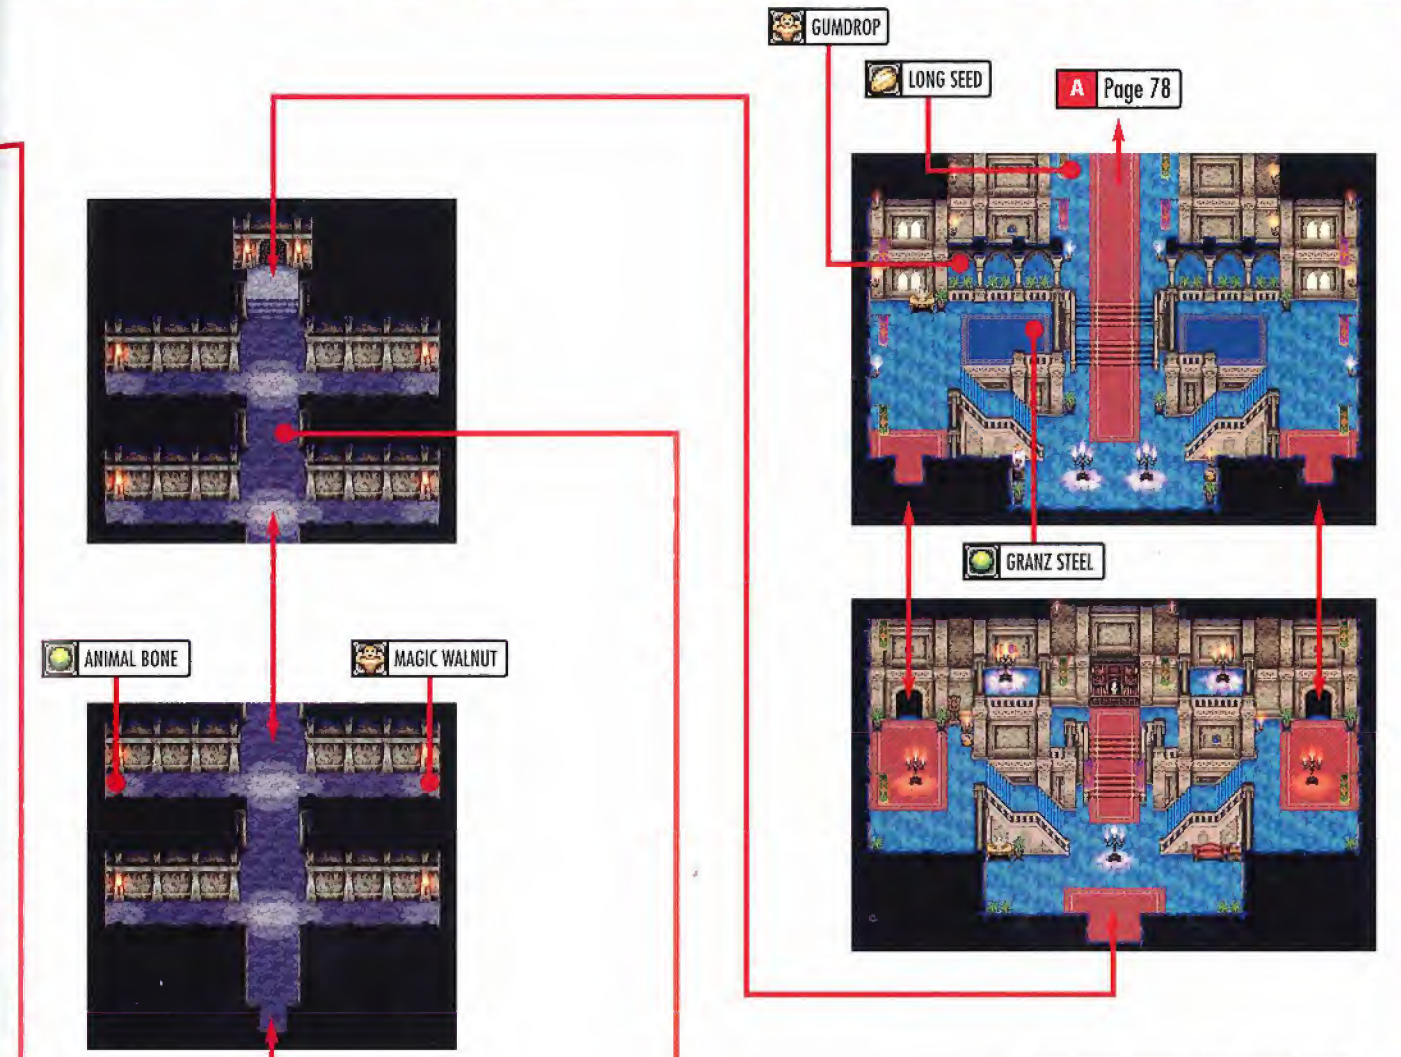 GUMDROP
LONG SEED
A Page 78
GRANZ STEEL
ANIMAL BONE
MAGIC WALNUT